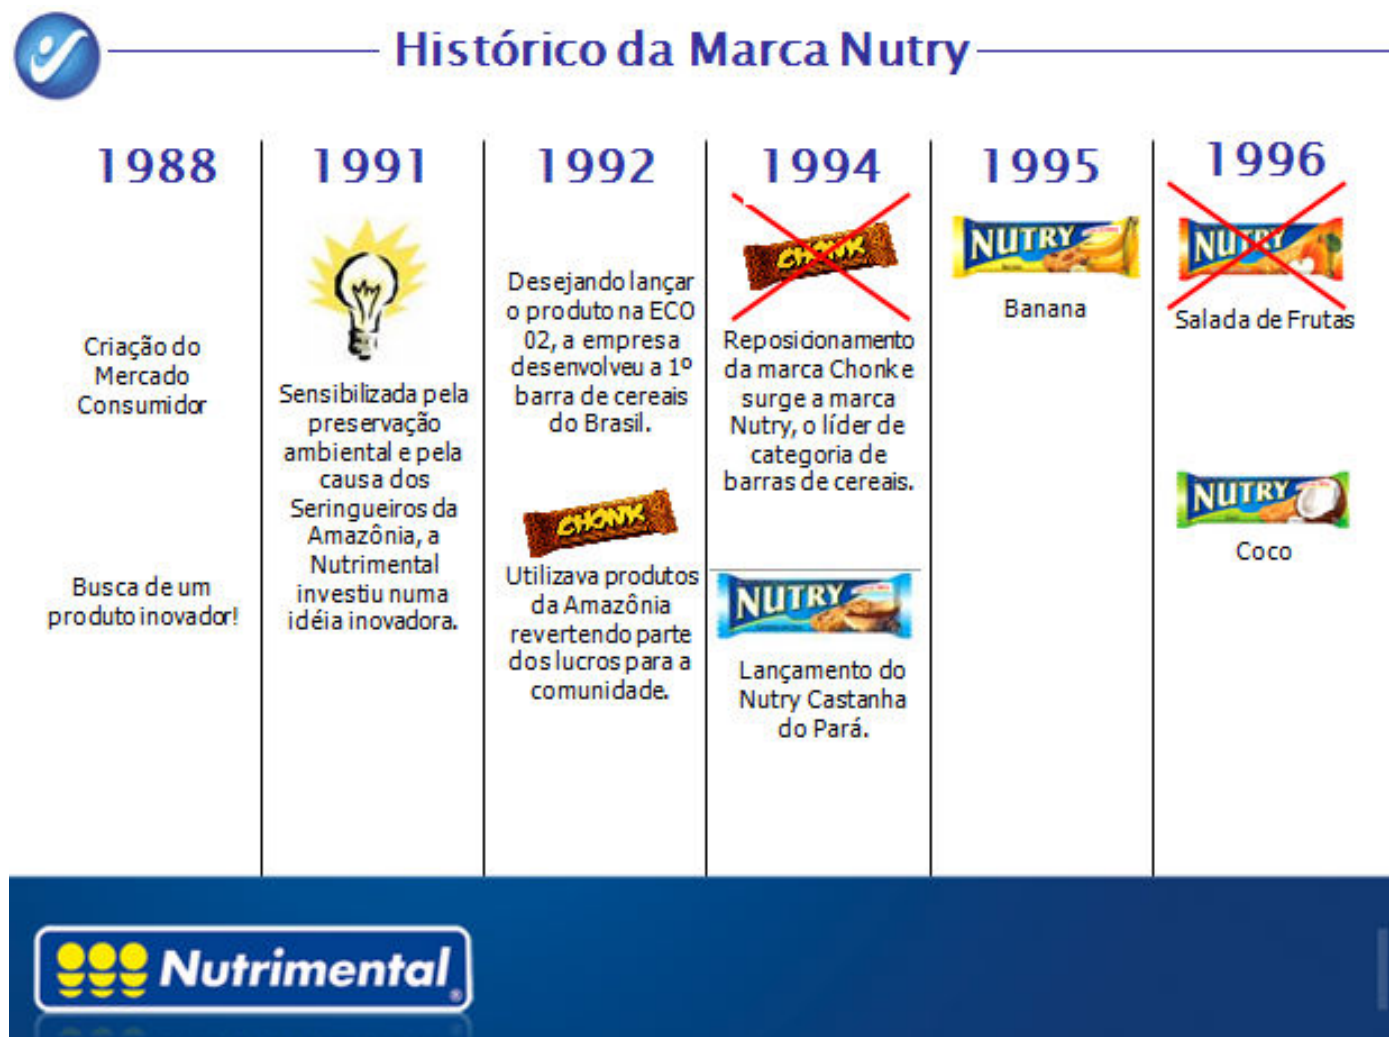 Histórico da Marca Nutry
1988
Criação do
Mercado
Consumidor
Busca de um
produto inovador!
1991
Sensibilizada pela
preservação
ambiental e pela
causa dos
Seringueiros da
Amazônia, a
Nutrimental
investiu numa
idéia inovadora.
1992
Desejando lançar
o produto na ECO
02, a empresa
desenvolveu a 1º
barra de cereais
do Brasil.
CHONK
Utilizava produtos
da Amazônia
revertendo parte
dos lucros para a
comunidade.
1994
CHONK
Reposicionamento
da marca Chonk e
surge a marca
Nutry, o líder de
categoria de
barras de cereais.
NUTRY
Lançamento do
Nutry Castanha
do Pará.
1995
NUTRY
Banana
1996
NUTRY
Salada de Frutas
NUTRY
Coco
Nutrimental